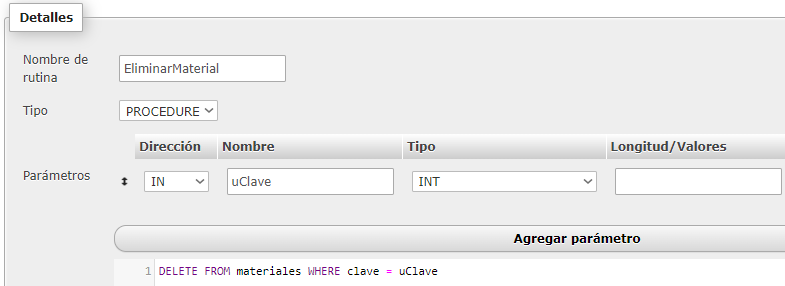 Detalles
Nombre de
rutina
EliminarMaterial
Tipo
PROCEDURE
Dirección Nombre Tipo Longitud/Valores
Parámetros IN uClave INT
Agregar parámetro
1 DELETE FROM materiales WHERE clave = uClave